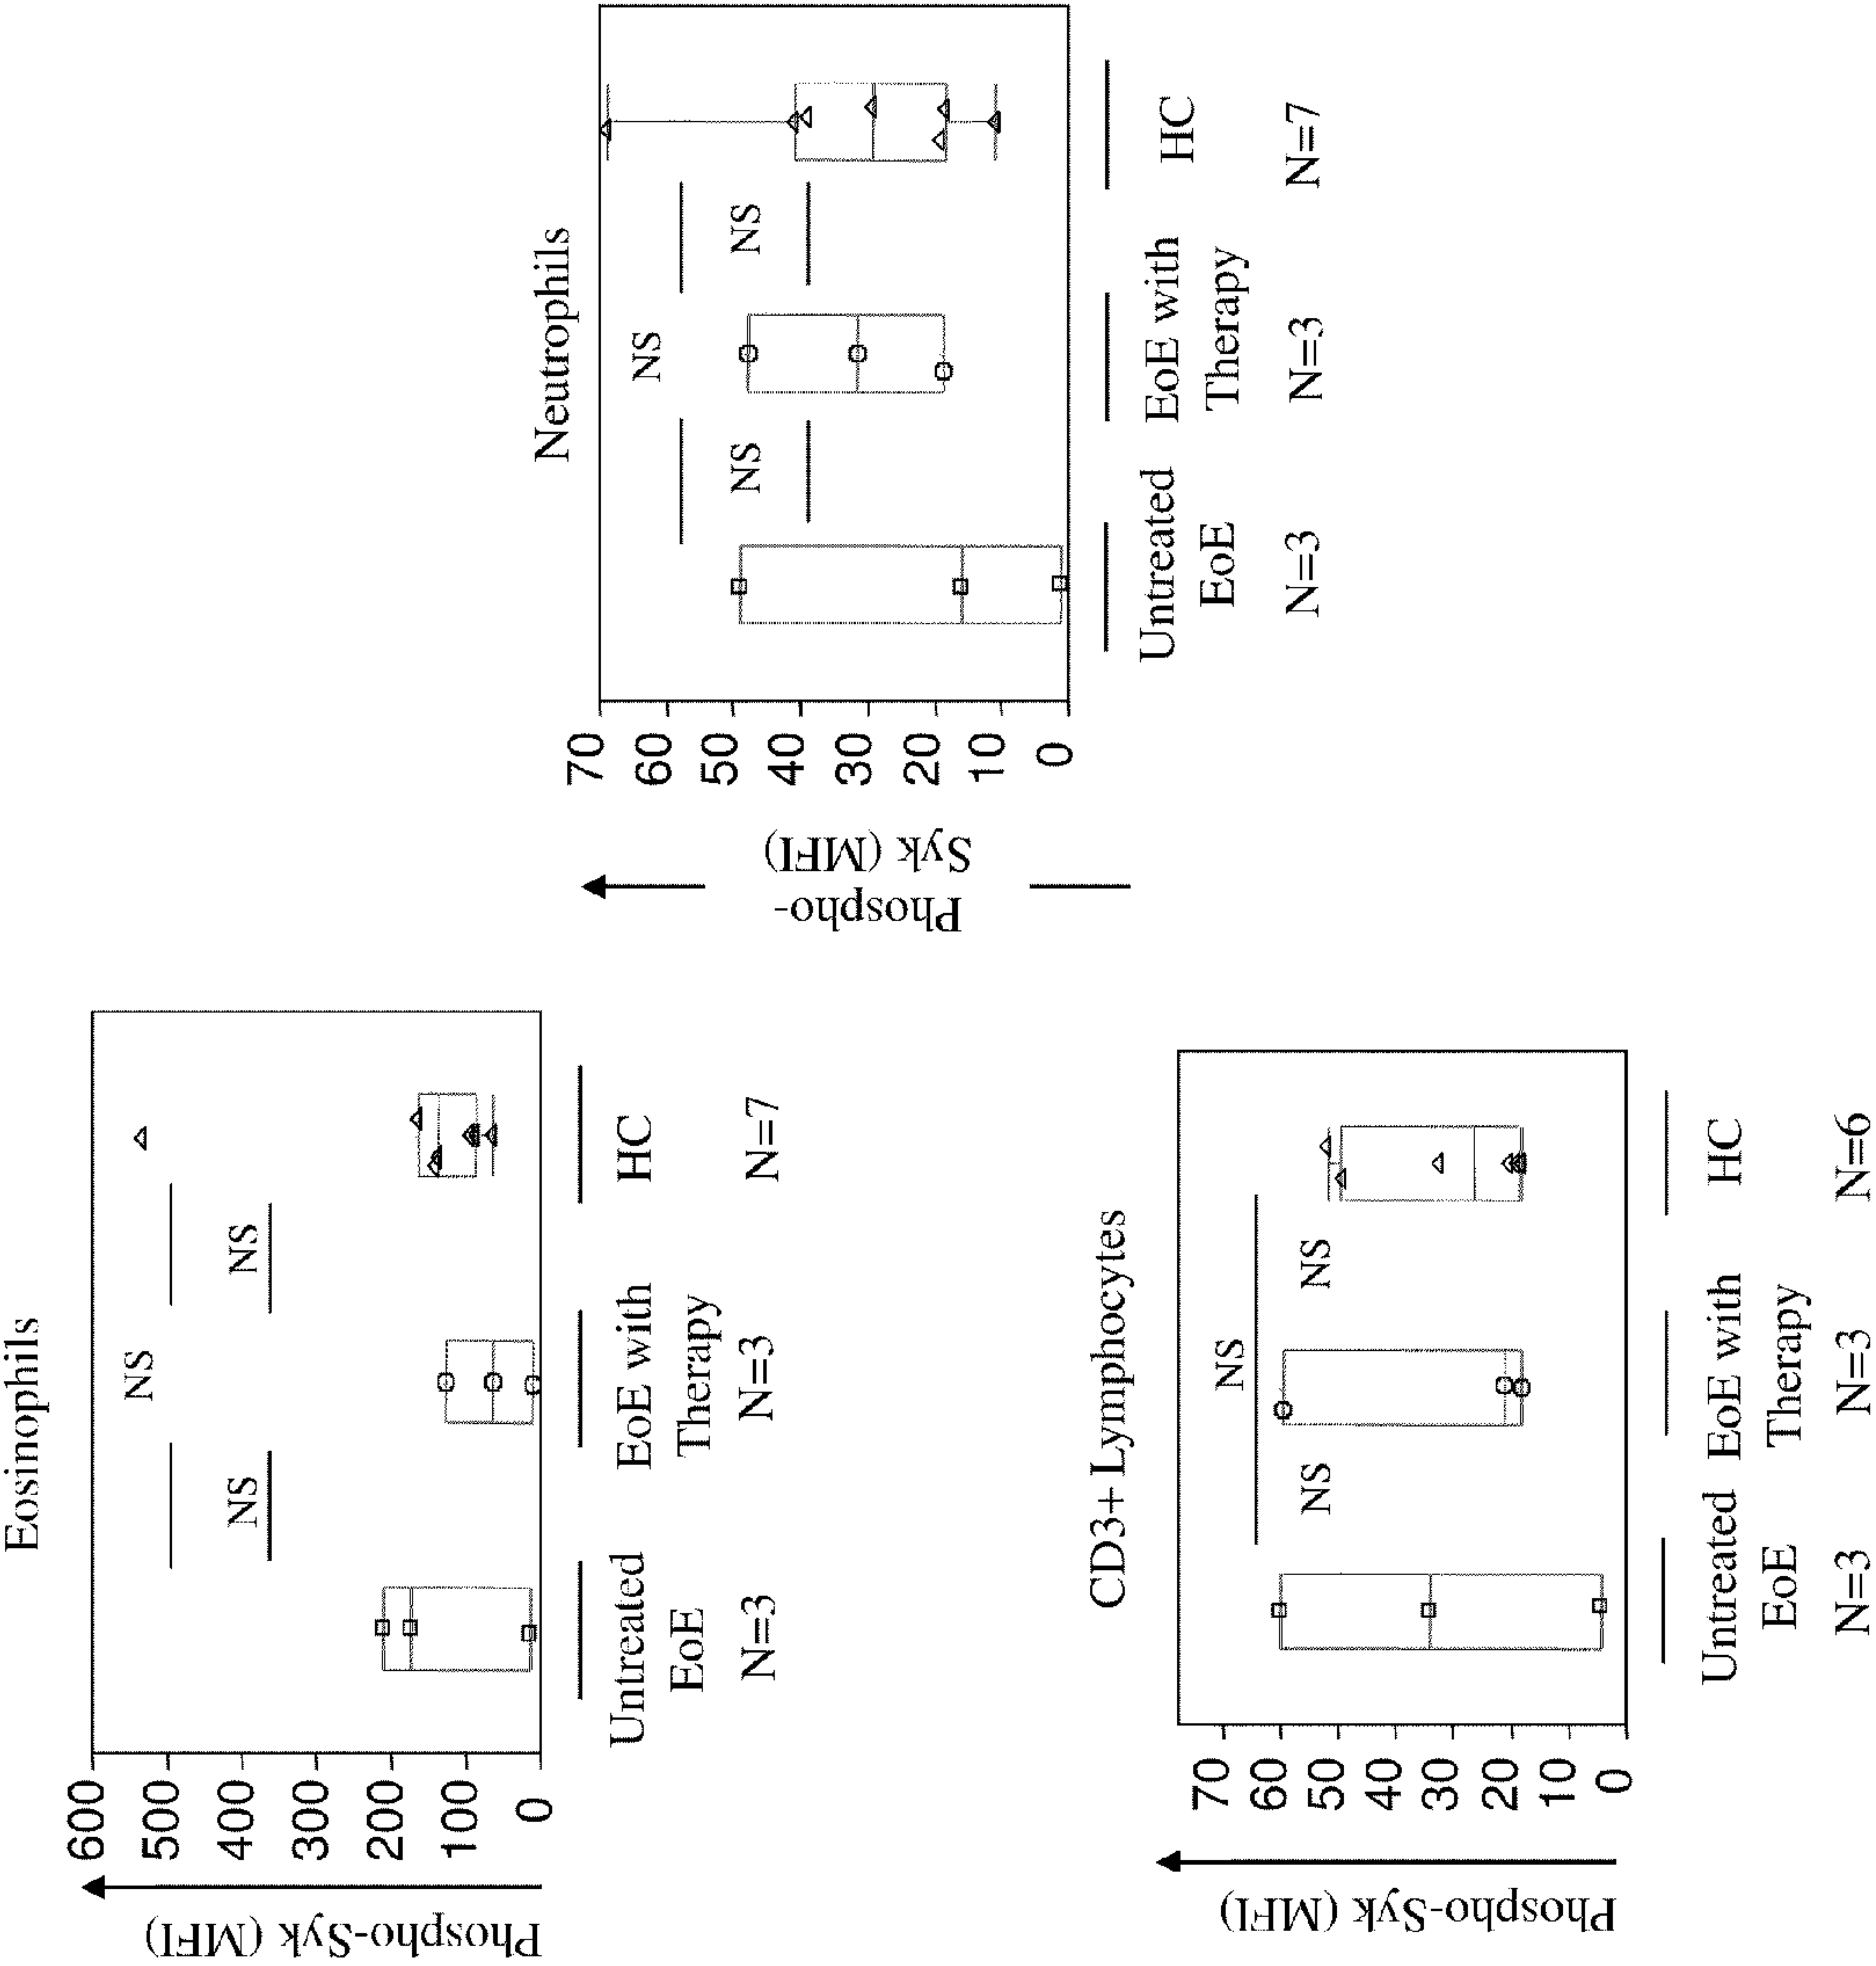 Eosinophils
Phospho-Syk (MFI)
600
500
400
300
200
100
0
NS
NS
NS
Untreated
EoE
N=3
EoE with
Therapy
N=3
HC
N=7
Neutrophils
Phospho-
Syk (MFI)
70
60
50
40
30
20
10
0
NS
NS
NS
Untreated
EoE
N=3
EoE with
Therapy
N=3
HC
N=7
CD3+ Lymphocytes
Phospho-Syk (MFI)
70
60
50
40
30
20
10
0
NS
NS
NS
Untreated
EoE
N=3
EoE with
Therapy
N=3
HC
N=6